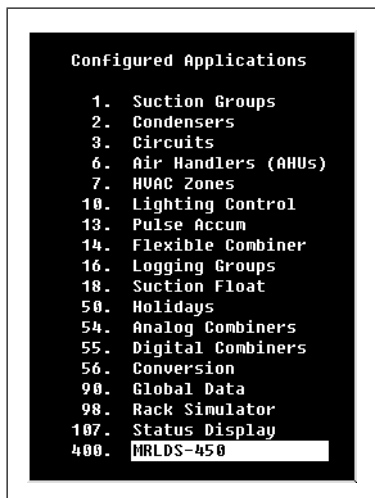 Configured Applications
1. Suction Groups
2. Condensers
3. Circuits
6. Air Handlers (AHUs)
7. HVAC Zones
10. Lighting Control
13. Pulse Accum
14. Flexible Combiner
16. Logging Groups
18. Suction Float
50. Holidays
54. Analog Combiners
55. Digital Combiners
56. Conversion
90. Global Data
98. Rack Simulator
107. Status Display
400. MRLDS-450